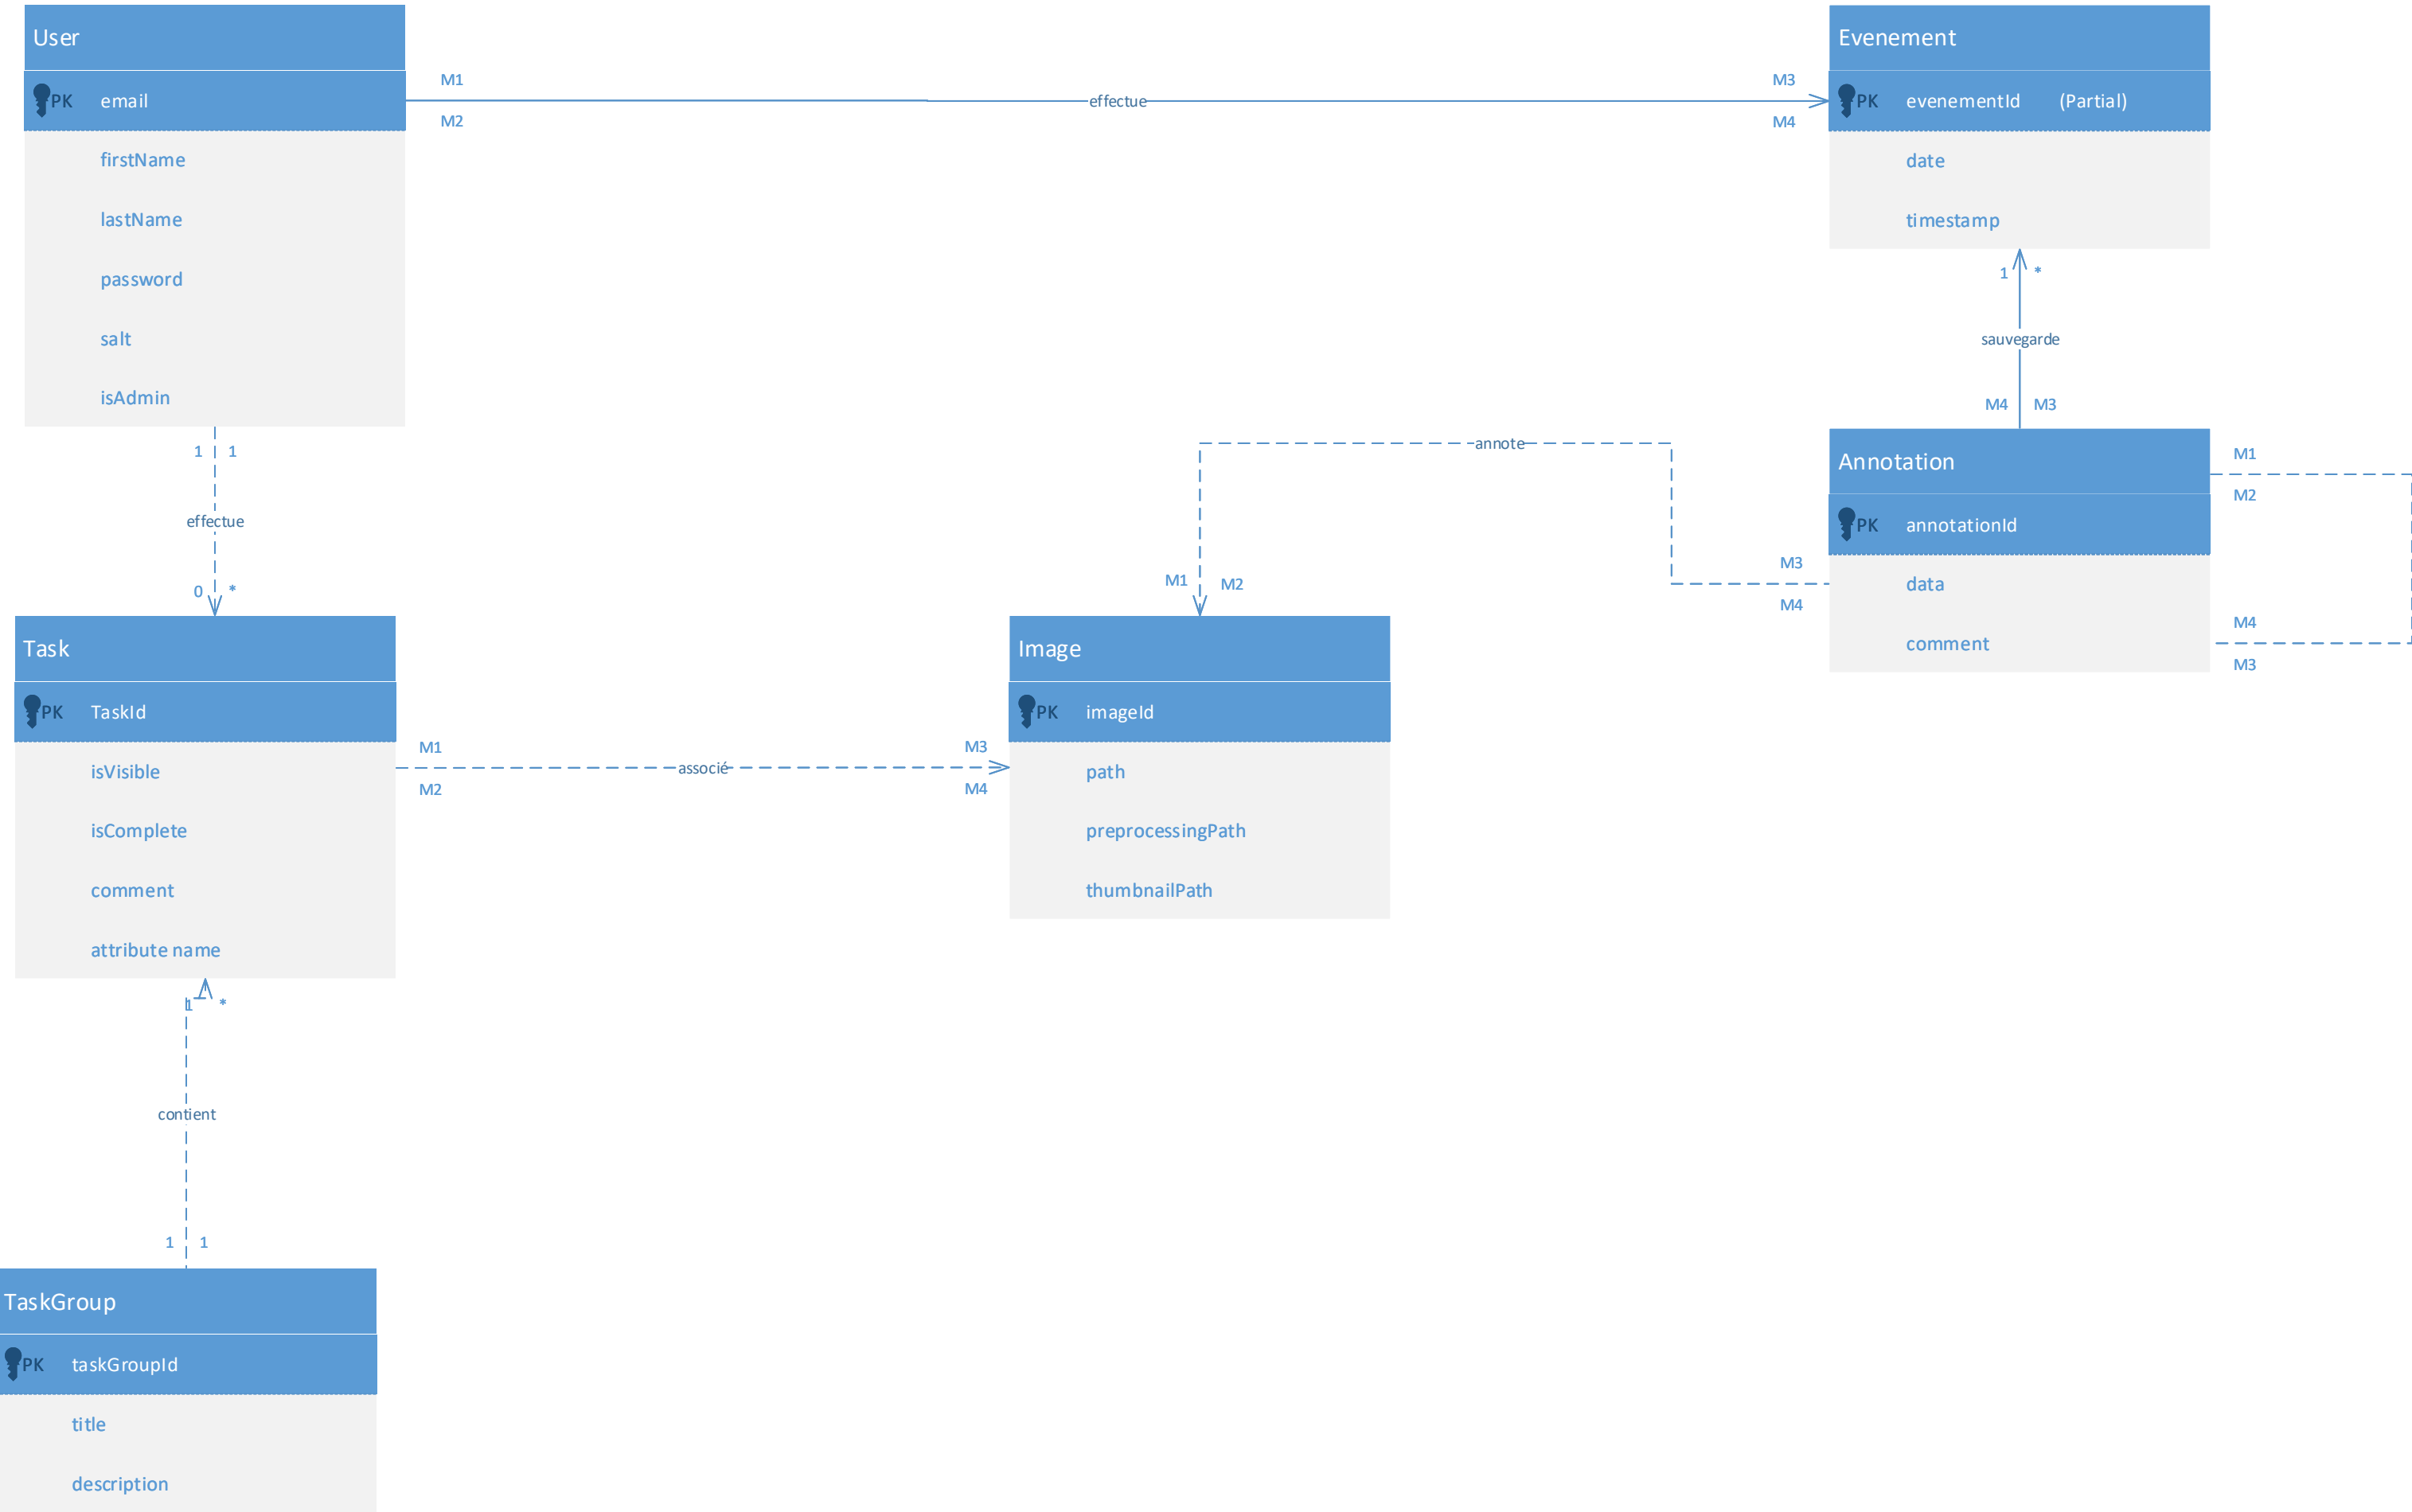 User
PK email
firstName
lastName
password
salt
isAdmin
M1
M2
effectue
M3
M4
Evenement
PK evenementId (Partial)
date
timestamp
1 *
sauvegarde
M4 M3
Annotation
PK annotationId
data
comment
M1
M2
M4
M3
M3
M4
annote
M1 M2
1 1
effectue
0 *
Task
PK TaskId
isVisible
isComplete
comment
attribute name
M1
M2
associé
M3
M4
Image
PK imageId
path
preprocessingPath
thumbnailPath
1 *
contient
1 1
TaskGroup
PK taskGroupId
title
description